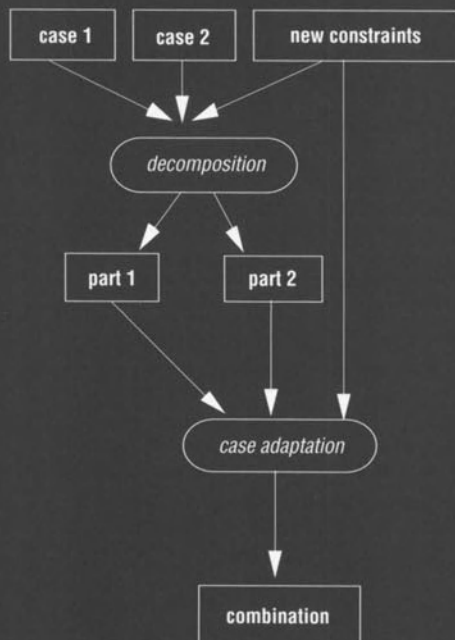 case 1
case 2
new constraints
decomposition
part 1
part 2
case adaptation
combination